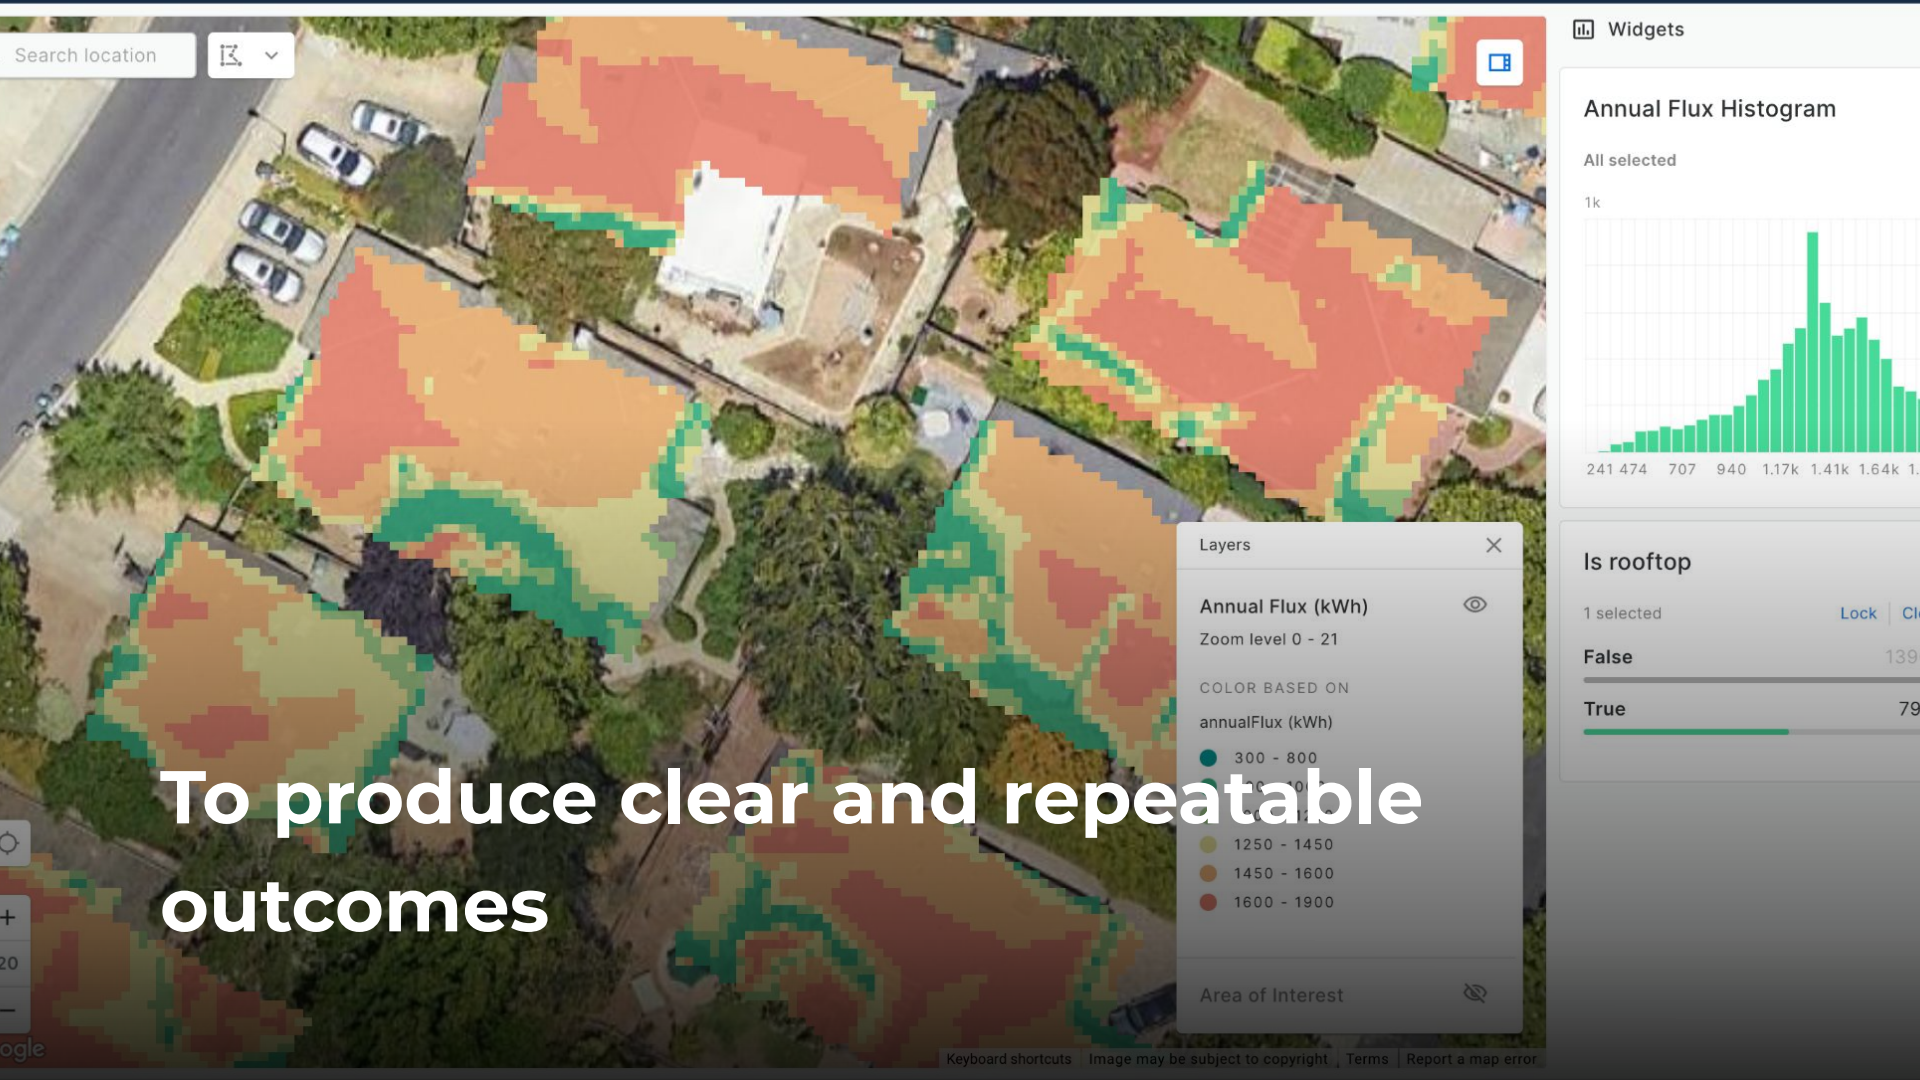 Search location
Widgets
Annual Flux Histogram
All selected
1k
241 474 707 940 1.17k 1.41k 1.64k
Is rooftop
1 selected
Lock
False
True
Layers
Annual Flux (kWh)
Zoom level 0 - 21
COLOR BASED ON
annualFlux (kWh)
300 - 800
1250 - 1450
1450 - 1600
1600 - 1900
Area of Interest
To produce clear and repeatable
outcomes
Keyboard shortcuts
Image may be subject to copyright
Terms
Report a map error